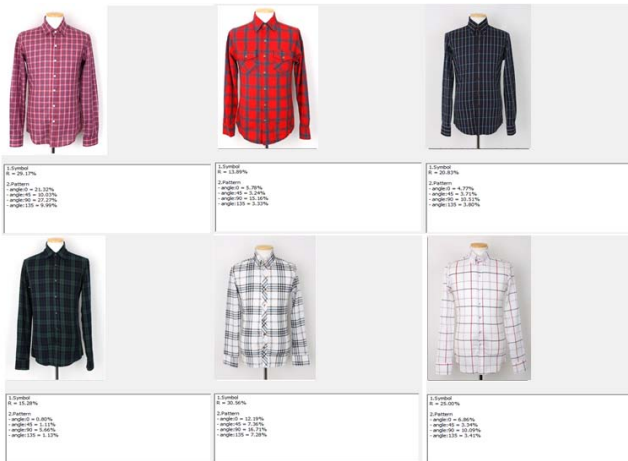 1.Symbol
R = 29.17%
2.Pattern
- angle:0 = 21.32%
- angle:45 = 10.03%
- angle:90 = 27.27%
- angle:135 = 9.99%
1.Symbol
R = 13.89%
2.Pattern
- angle:0 = 5.78%
- angle:45 = 3.24%
- angle:90 = 15.16%
- angle:135 = 3.33%
1.Symbol
R = 20.83%
2.Pattern
- angle:0 = 4.77%
- angle:45 = 3.71%
- angle:90 = 10.51%
- angle:135 = 3.80%
1.Symbol
R = 15.28%
2.Pattern
- angle:0 = 0.80%
- angle:45 = 1.11%
- angle:90 = 5.66%
- angle:135 = 1.13%
1.Symbol
R = 30.56%
2.Pattern
- angle:0 = 12.19%
- angle:45 = 7.36%
- angle:90 = 16.71%
- angle:135 = 7.28%
1.Symbol
R = 25.00%
2.Pattern
- angle:0 = 6.86%
- angle:45 = 3.34%
- angle:90 = 10.09%
- angle:135 = 3.41%